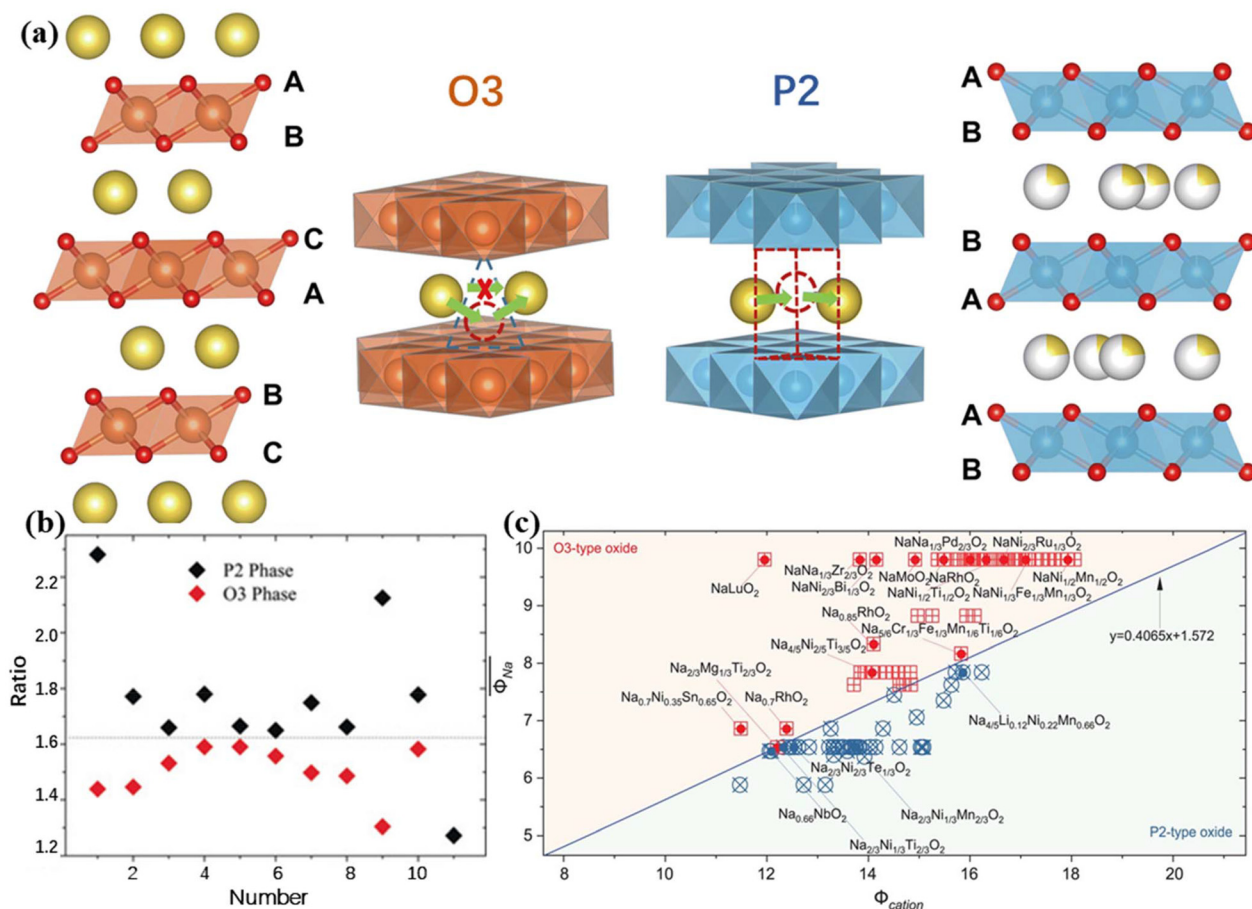 (a)
O3
P2
A
B
C
A
B
C
A
B
B
A
A
B
(b)
Ratio
2.2
2.0
1.8
1.6
1.4
1.2
P2 Phase
O3 Phase
0
2
4
6
8
10
Number
(c)
Φ_Na
10
9
8
7
6
5
O3-type oxide
NaNa1/3Pd2/3O2
NaNi2/3Ru1/3O2
NaLuO2
NaNa1/3Zr2/3O2
NaNi2/3Bi1/3O2
NaMoO2
NaRhO2
NaNi1/2Mn1/2O2
NaNi1/2Ti1/2O2
NaNi1/3Fe1/3Mn1/3O2
Na0.85RhO2
Na5/6Cr1/3Fe1/3Mn1/6Ti1/6O2
y=0.4065x+1.572
Na4/5Ni2/5Ti3/5O2
Na2/3Mg1/3Ti2/3O2
Na0.7Ni0.35Sn0.65O2
Na0.7RhO2
Na4/5Li0.12Ni0.22Mn0.66O2
Na2/3Ni2/3Te1/3O2
Na0.66NbO2
Na2/3Ni1/3Mn2/3O2
Na2/3Ni1/3Ti2/3O2
P2-type oxide
8
10
12
14
16
18
20
Φcation